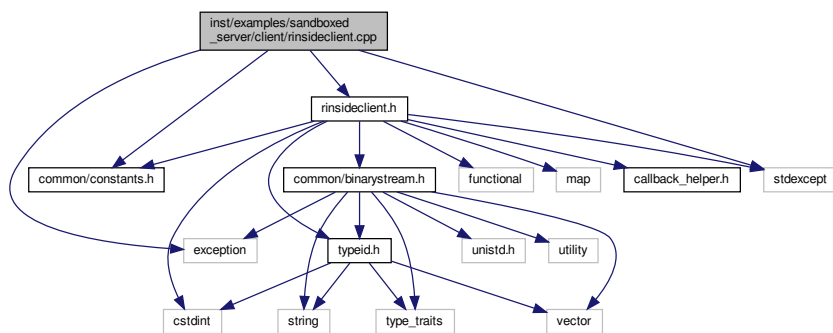 inst/examples/sandboxed
_server/client/rinsideclient.cpp
rinsideclient.h
common/constants.h
common/binarystream.h
functional
map
callback_helper.h
stdexcept
exception
typeid.h
unistd.h
utility
cstdint
string
type_traits
vector